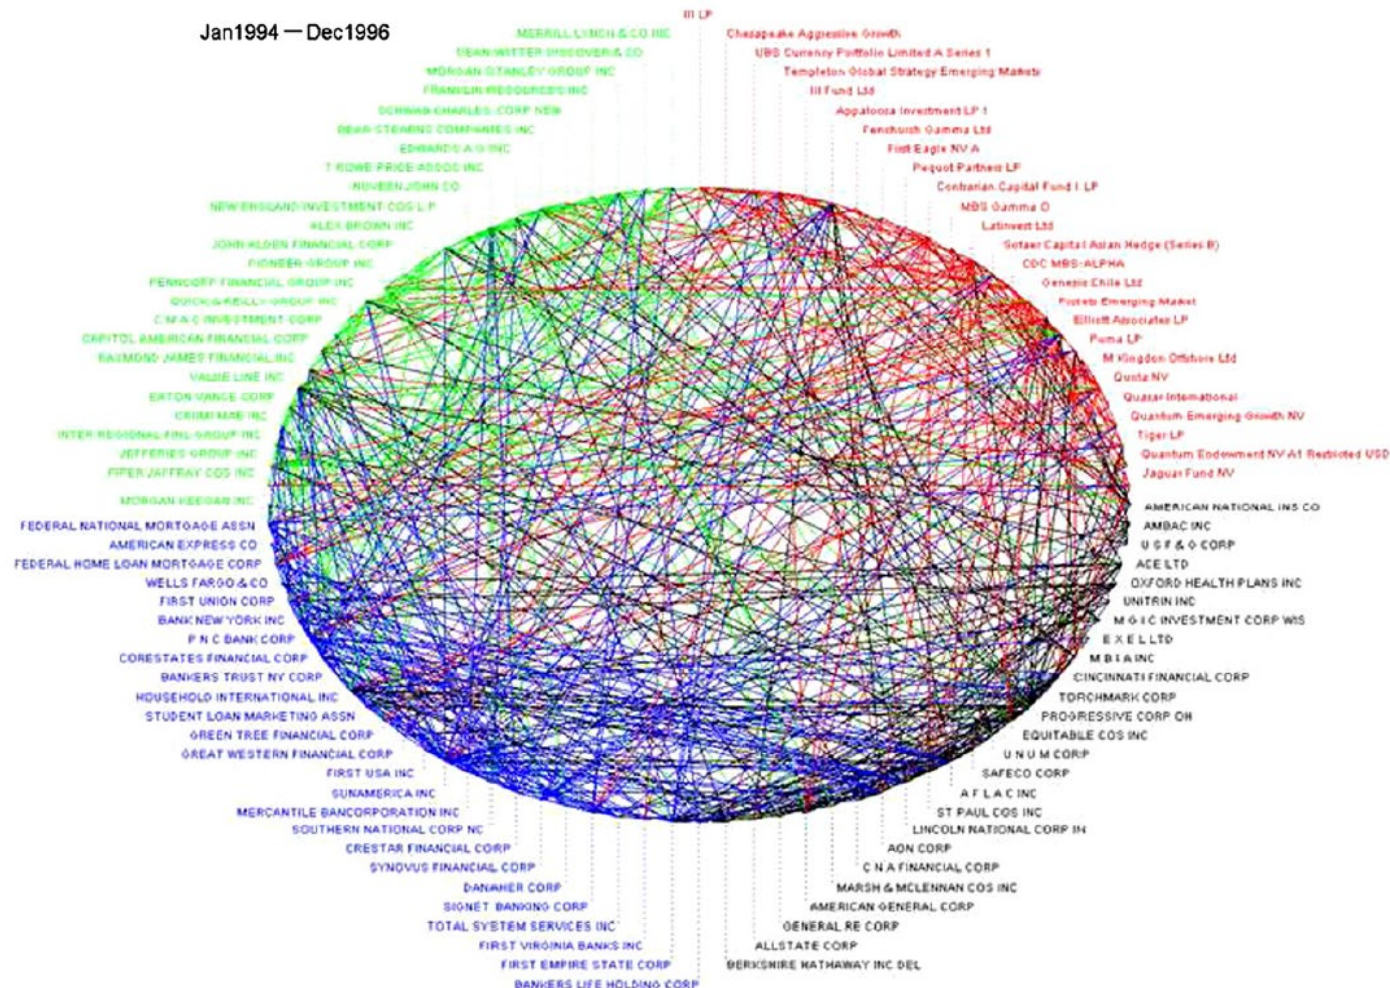 Jan1994 — Dec1996
III LP
MERRILL LYNCH & CO INC
Chesapeake Aggressive Growth
DEAN WITTER DISCOVER & CO
UBS Currency Portfolio Limited A Series 1
MORGAN STANLEY GROUP INC
Templeton Global Strategy Emerging Markets
FRANKLIN RESOURCES INC
III Fund Ltd
SCHWAB CHARLES CORP NEW
Appaloosa Investment LP I
BEAR STEARNS COMPANIES INC
Fenchurch Gamma Ltd
EDWARDS A G INC
First Eagle NV A
T ROWE PRICE ASSOC INC
Pequot Partners LP
NUVEEN JOHN CO
Contrarian Capital Fund I LP
NEW ENGLAND INVESTMENT COS L P
MBS Gamma D
ALEX BROWN INC
Latinvest Ltd
JOHN ALDEN FINANCIAL CORP
Sofaer Capital Asian Hedge (Series B)
PIONEER GROUP INC
CDC MBS-ALPHA
PENNCORP FINANCIAL GROUP INC
Genesis Chile Ltd
QUICK & REILLY GROUP INC
Pictets Emerging Market
C M A C INVESTMENT CORP
Elliott Associates LP
CAPITOL AMERICAN FINANCIAL CORP
Puma LP
RAYMOND JAMES FINANCIAL INC
M Kingdon Offshore Ltd
VALUE LINE INC
Quota NV
EATON VANCE CORP
Quasar International
CRIIMI MAE INC
Quantum Emerging Growth NV
INTER REGIONAL FINL GROUP INC
Tiger LP
JEFFERIES GROUP INC
Quantum Endowment NV A1 Restricted USD
PIPER JAFFRAY COS INC
Jaguar Fund NV
MORGAN KEEGAN INC
AMERICAN NATIONAL INS CO
FEDERAL NATIONAL MORTGAGE ASSN
AMBAC INC
AMERICAN EXPRESS CO
U S F & G CORP
FEDERAL HOME LOAN MORTGAGE CORP
ACE LTD
WELLS FARGO & CO
OXFORD HEALTH PLANS INC
FIRST UNION CORP
UNITRIN INC
BANK NEW YORK INC
M G I C INVESTMENT CORP WIS
P N C BANK CORP
E X E L LTD
CORESTATES FINANCIAL CORP
M B I A INC
BANKERS TRUST NY CORP
CINCINNATI FINANCIAL CORP
HOUSEHOLD INTERNATIONAL INC
TORCHMARK CORP
STUDENT LOAN MARKETING ASSN
PROGRESSIVE CORP OH
GREEN TREE FINANCIAL CORP
EQUITABLE COS INC
GREAT WESTERN FINANCIAL CORP
U N U M CORP
FIRST USA INC
SAFECO CORP
SUNAMERICA INC
A F L A C INC
MERCANTILE BANCORPORATION INC
ST PAUL COS INC
SOUTHERN NATIONAL CORP NC
LINCOLN NATIONAL CORP IN
CRESTAR FINANCIAL CORP
AON CORP
SYNOVUS FINANCIAL CORP
C N A FINANCIAL CORP
DANAHER CORP
MARSH & MCLENNAN COS INC
SIGNET BANKING CORP
AMERICAN GENERAL CORP
TOTAL SYSTEM SERVICES INC
GENERAL RE CORP
FIRST VIRGINIA BANKS INC
ALLSTATE CORP
FIRST EMPIRE STATE CORP
BERKSHIRE HATHAWAY INC DEL
BANKERS LIFE HOLDING CORP